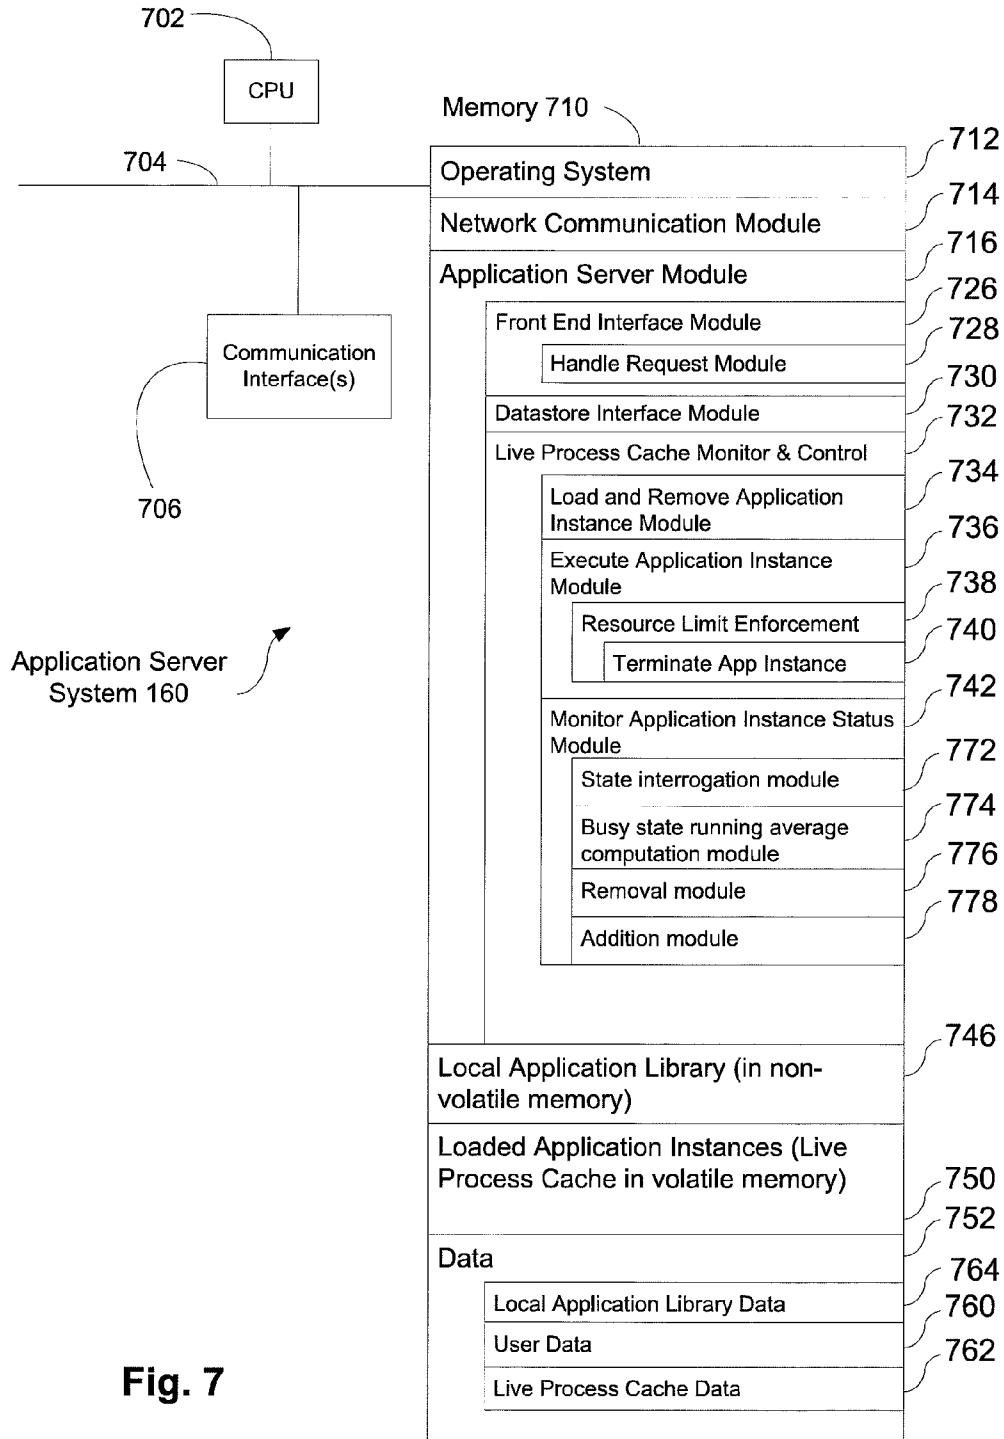 702
CPU
Memory 710
704
712
Operating System
714
Network Communication Module
716
Application Server Module
726
Front End Interface Module
728
Handle Request Module
730
Datastore Interface Module
732
Live Process Cache Monitor & Control
734
Load and Remove Application
Instance Module
736
Execute Application Instance
Module
738
Resource Limit Enforcement
740
Terminate App Instance
742
Monitor Application Instance Status
Module
772
State interrogation module
774
Busy state running average
computation module
776
Removal module
778
Addition module
746
Local Application Library (in non-
volatile memory)
Loaded Application Instances (Live
Process Cache in volatile memory)
750
752
Data
764
Local Application Library Data
760
User Data
762
Live Process Cache Data
Communication
Interface(s)
706
Application Server
System 160
Fig. 7